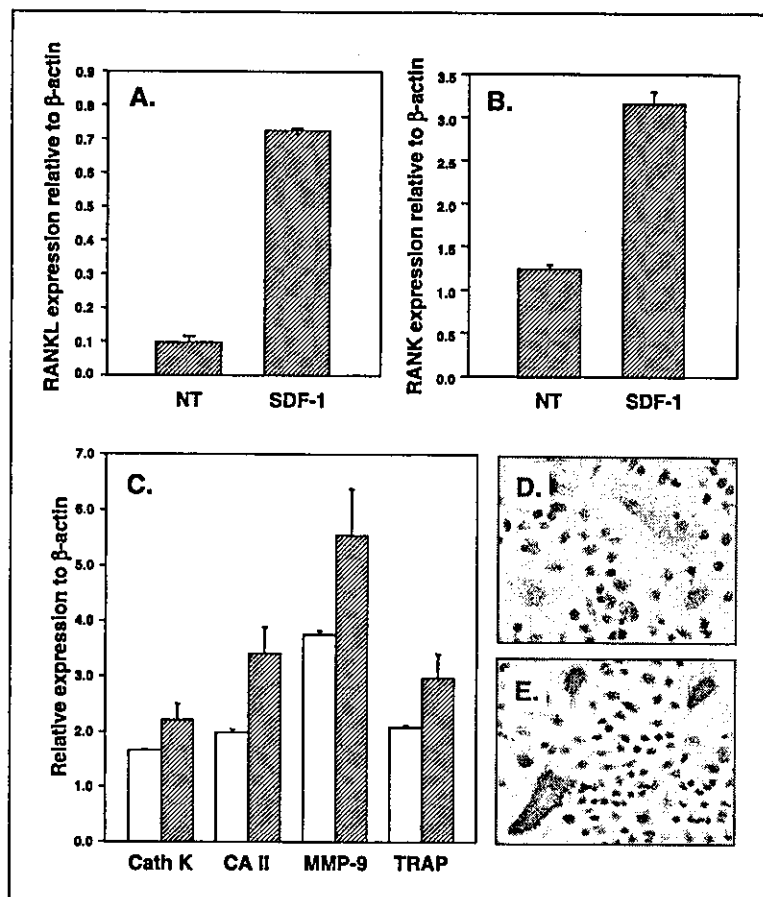 A.
RANKL expression relative to β-actin
0.9
0.8
0.7
0.6
0.5
0.4
0.3
0.2
0.1
0.0
NT SDF-1
B.
RANK expression relative to β-actin
3.5
3.0
2.5
2.0
1.5
1.0
0.5
0.0
NT SDF-1
C.
Relative expression to β-actin
7.0
6.0
5.0
4.0
3.0
2.0
1.0
0.0
Cath K CA II MMP-9 TRAP
D.
E.